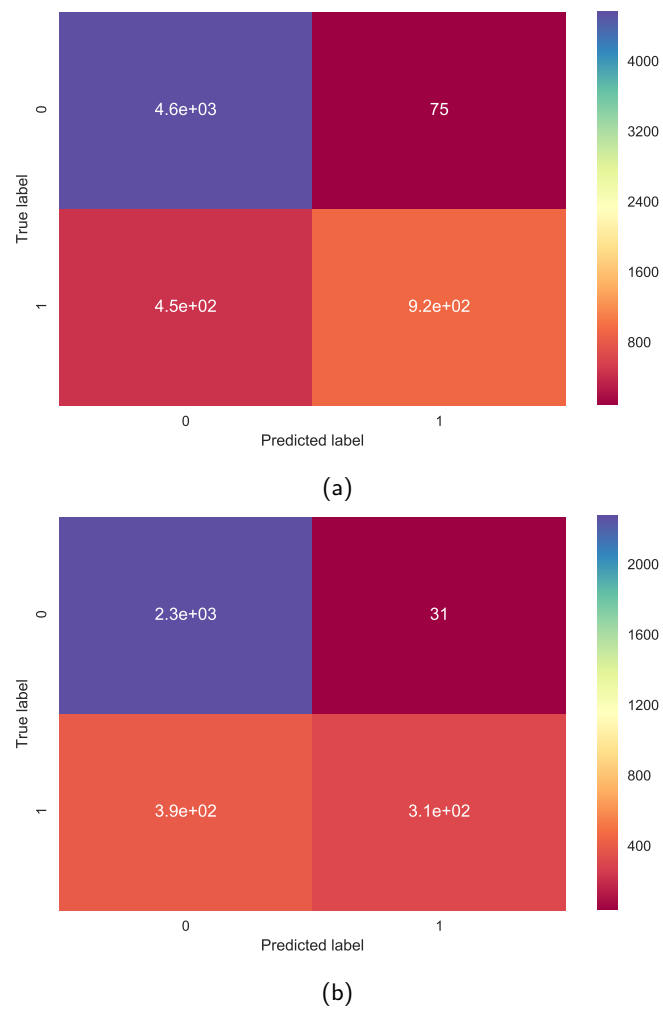 4.6e+03 75
4.5e+02 9.2e+02
0
1
True label
0 1
Predicted label
4000
3200
2400
1600
800
(a)
2.3e+03 31
3.9e+02 3.1e+02
0
1
True label
0 1
Predicted label
2000
1600
1200
800
400
(b)